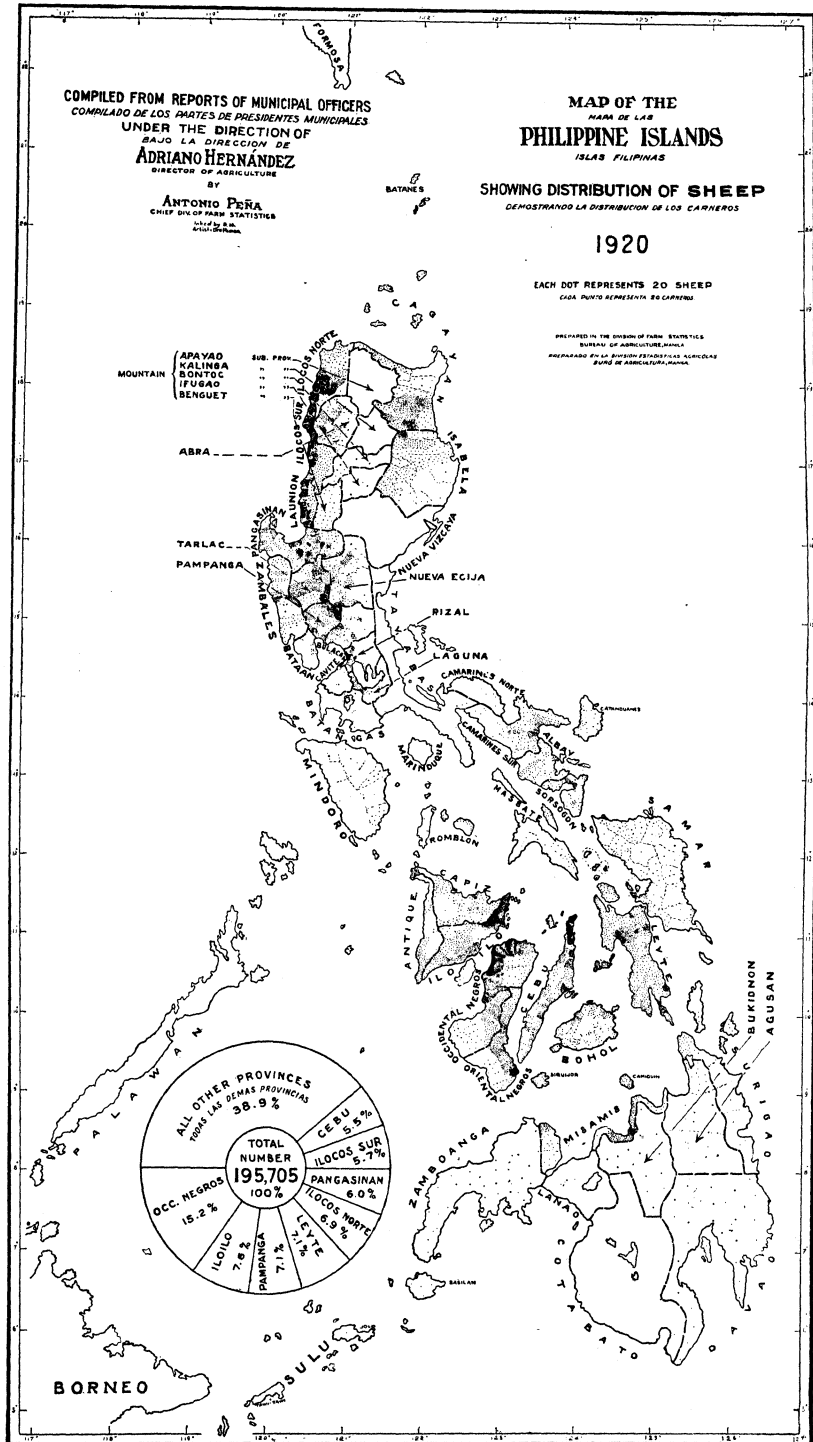 COMPILED FROM REPORTS OF MUNICIPAL OFFICERS
COMPILADO DE LOS PARTES DE PRESIDENTES MUNICIPALES
UNDER THE DIRECTION OF
BAJO LA DIRECCION DE
ADRIANO HERNÁNDEZ
DIRECTOR OF AGRICULTURE
BY
ANTONIO PEÑA
CHIEF DIV. OF FARM STATISTICS
MAP OF THE
MAPA DE LAS
PHILIPPINE ISLANDS
ISLAS FILIPINAS
SHOWING DISTRIBUTION OF SHEEP
DEMOSTRANDO LA DISTRIBUCION DE LOS CARNEROS
1920
EACH DOT REPRESENTS 20 SHEEP
CADA PUNTO REPRESENTA 20 CARNEROS.
PREPARED IN THE DIVISION OF FARM STATISTICS
BUREAU OF AGRICULTURE, MANILA
PREPARADO EN LA DIVISIÓN ESTADISTICAS AGRICOLAS
BURÓ DE AGRICULTURA, MANILA.
FORMOSA
BATANES
CAGAYAN
MOUNTAIN
APAYAO SUB. PROV.
KALINGA " "
BONTOC " "
IFUGAO " "
BENGUET " "
ILOCOS NORTE
ILOCOS SUR
ABRA
LA UNION
ISABELA
PANGASINAN
NUEVA VIZCAYA
TARLAC
PAMPANGA
ZAMBALES
NUEVA ECIJA
RIZAL
BULACAN
BATAAN
CAVITE
TAYABAS
LAGUNA
CAMARINES NORTE
CATANDUANES
BATANGAS
MARINDUQUE
CAMARINES SUR
ALBAY
MINDORO
SORSOGON
MASBATE
SAMAR
ROMBLON
CAPIZ
ANTIQUE
ILOILO
LEYTE
CEBU
OCCIDENTAL NEGROS
ORIENTAL NEGROS
BOHOL
SIQUIJOR
CAMIGUIN
BUKIDNON
AGUSAN
SURIGAO
PALAWAN
MISAMIS
ZAMBOANGA
LANAO
COTABATO
DAVAO
BASILAN
SULU
JOLO
TAWI TAWI
BORNEO
ALL OTHER PROVINCES
TODAS LAS DEMAS PROVINCIAS
38.9%
CEBU
5.5%
ILOCOS SUR
5.7%
PANGASINAN
6.0%
ILOCOS NORTE
6.9%
LEYTE
7.1%
PAMPANGA
7.1%
ILOILO
7.6%
OCC. NEGROS
15.2%
TOTAL
NUMBER
195,705
100%